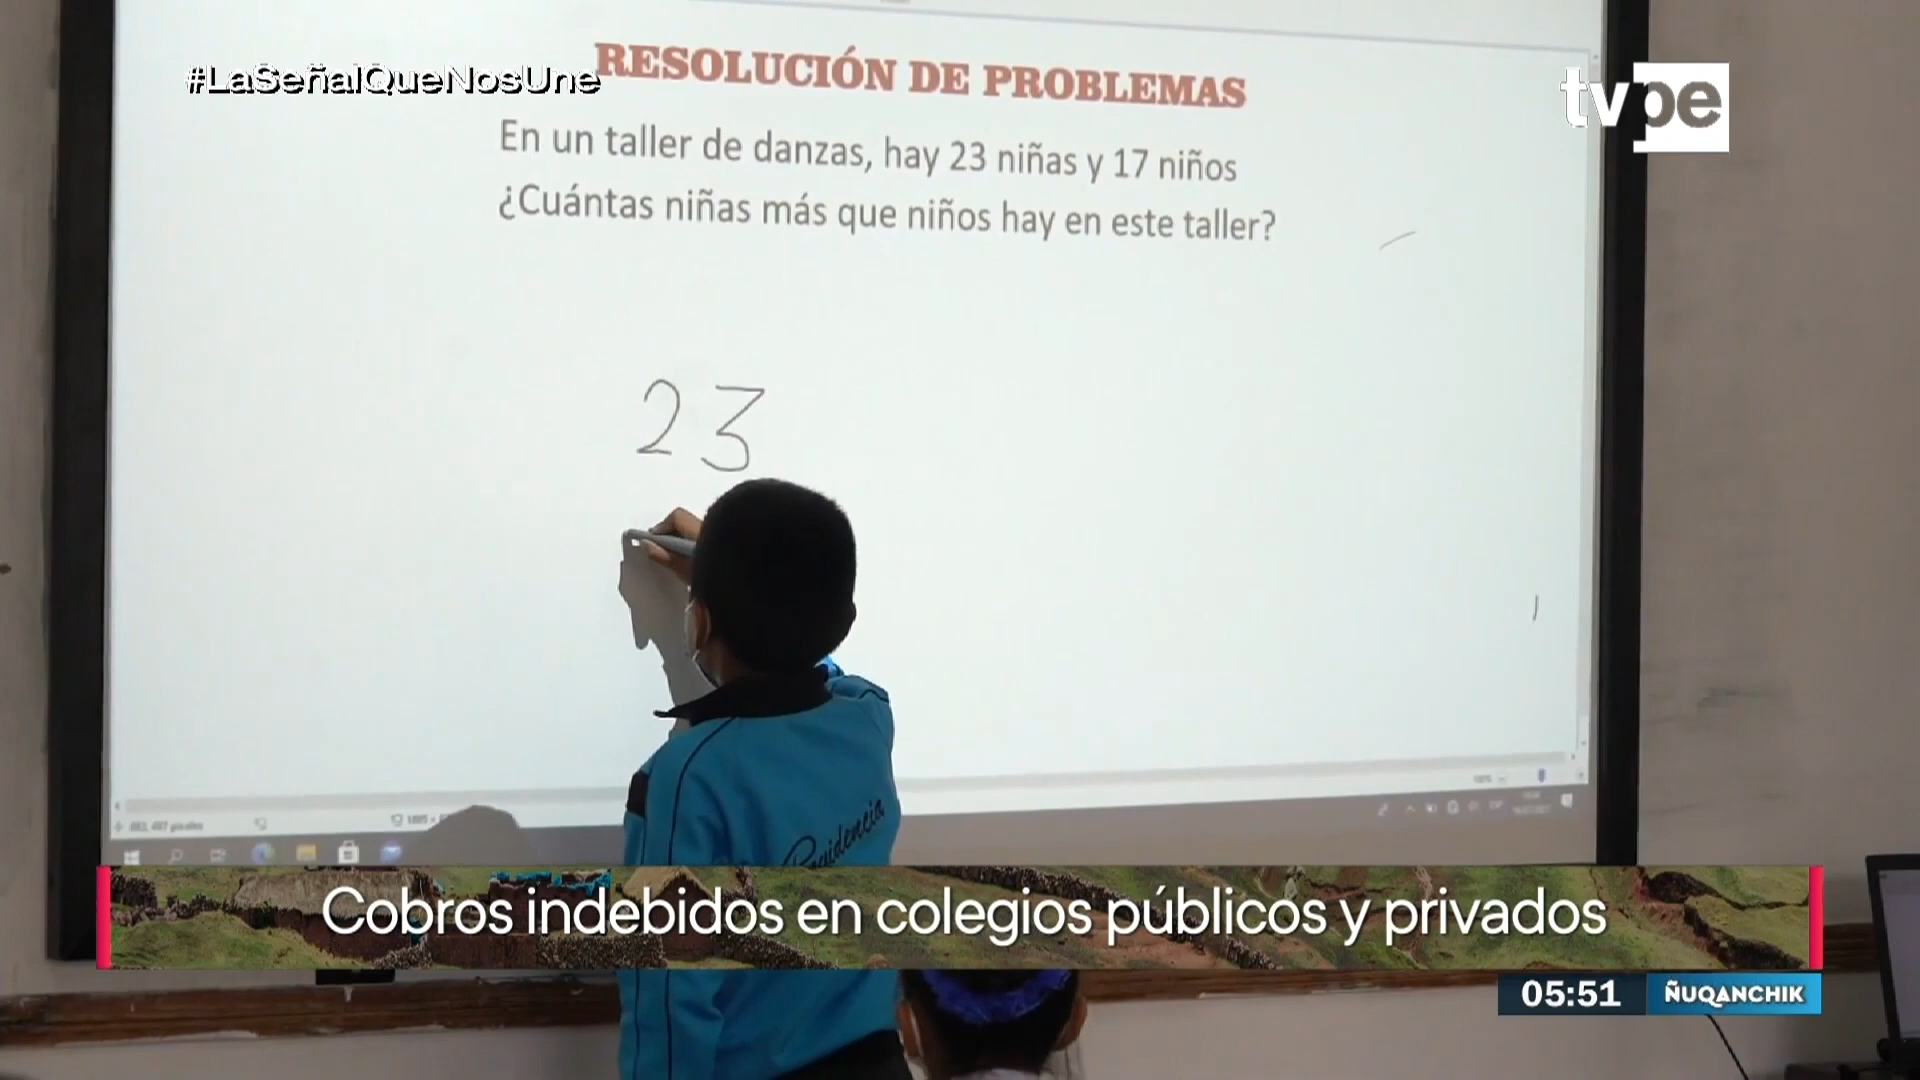 #LaSeñalQueNosUne
RESOLUCIÓN DE PROBLEMAS
tvpe
En un taller de danzas, hay 23 niñas y 17 niños
¿Cuántas niñas más que niños hay en este taller?
23
Cobros indebidos en colegios públicos y privados
05:51 ÑUQANCHIK